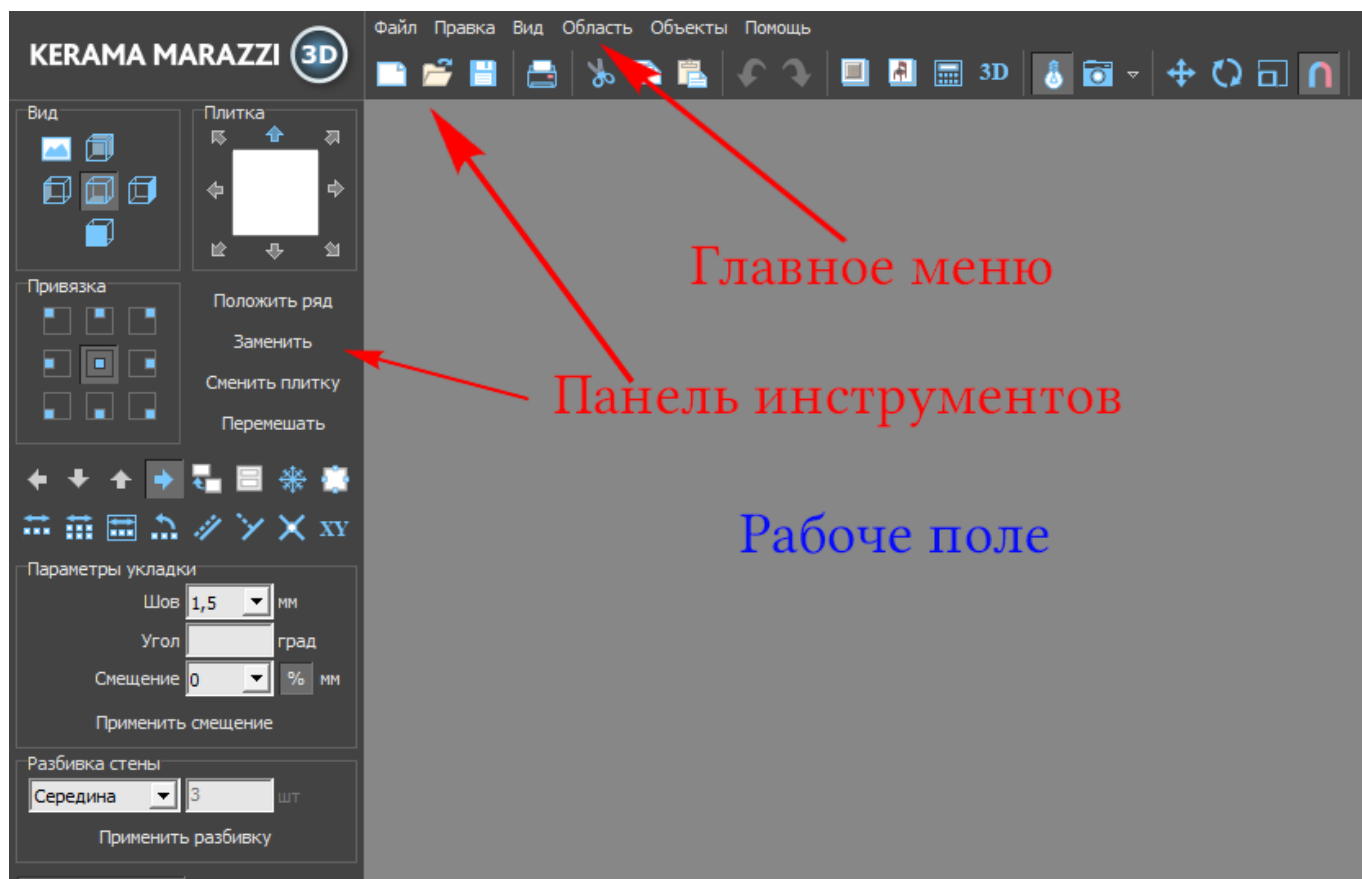 KERAMA MARAZZI 3D
Файл Правка Вид Область Объекты Помощь
3D
Вид
Плитка
Главное меню
Привязка
Положить ряд
Заменить
Сменить плитку
Перемешать
Панель инструментов
XY
Рабоче поле
Параметры укладки
Шов 1,5 мм
Угол град
Смещение 0 % мм
Применить смещение
Разбивка стены
Середина 3 шт
Применить разбивку